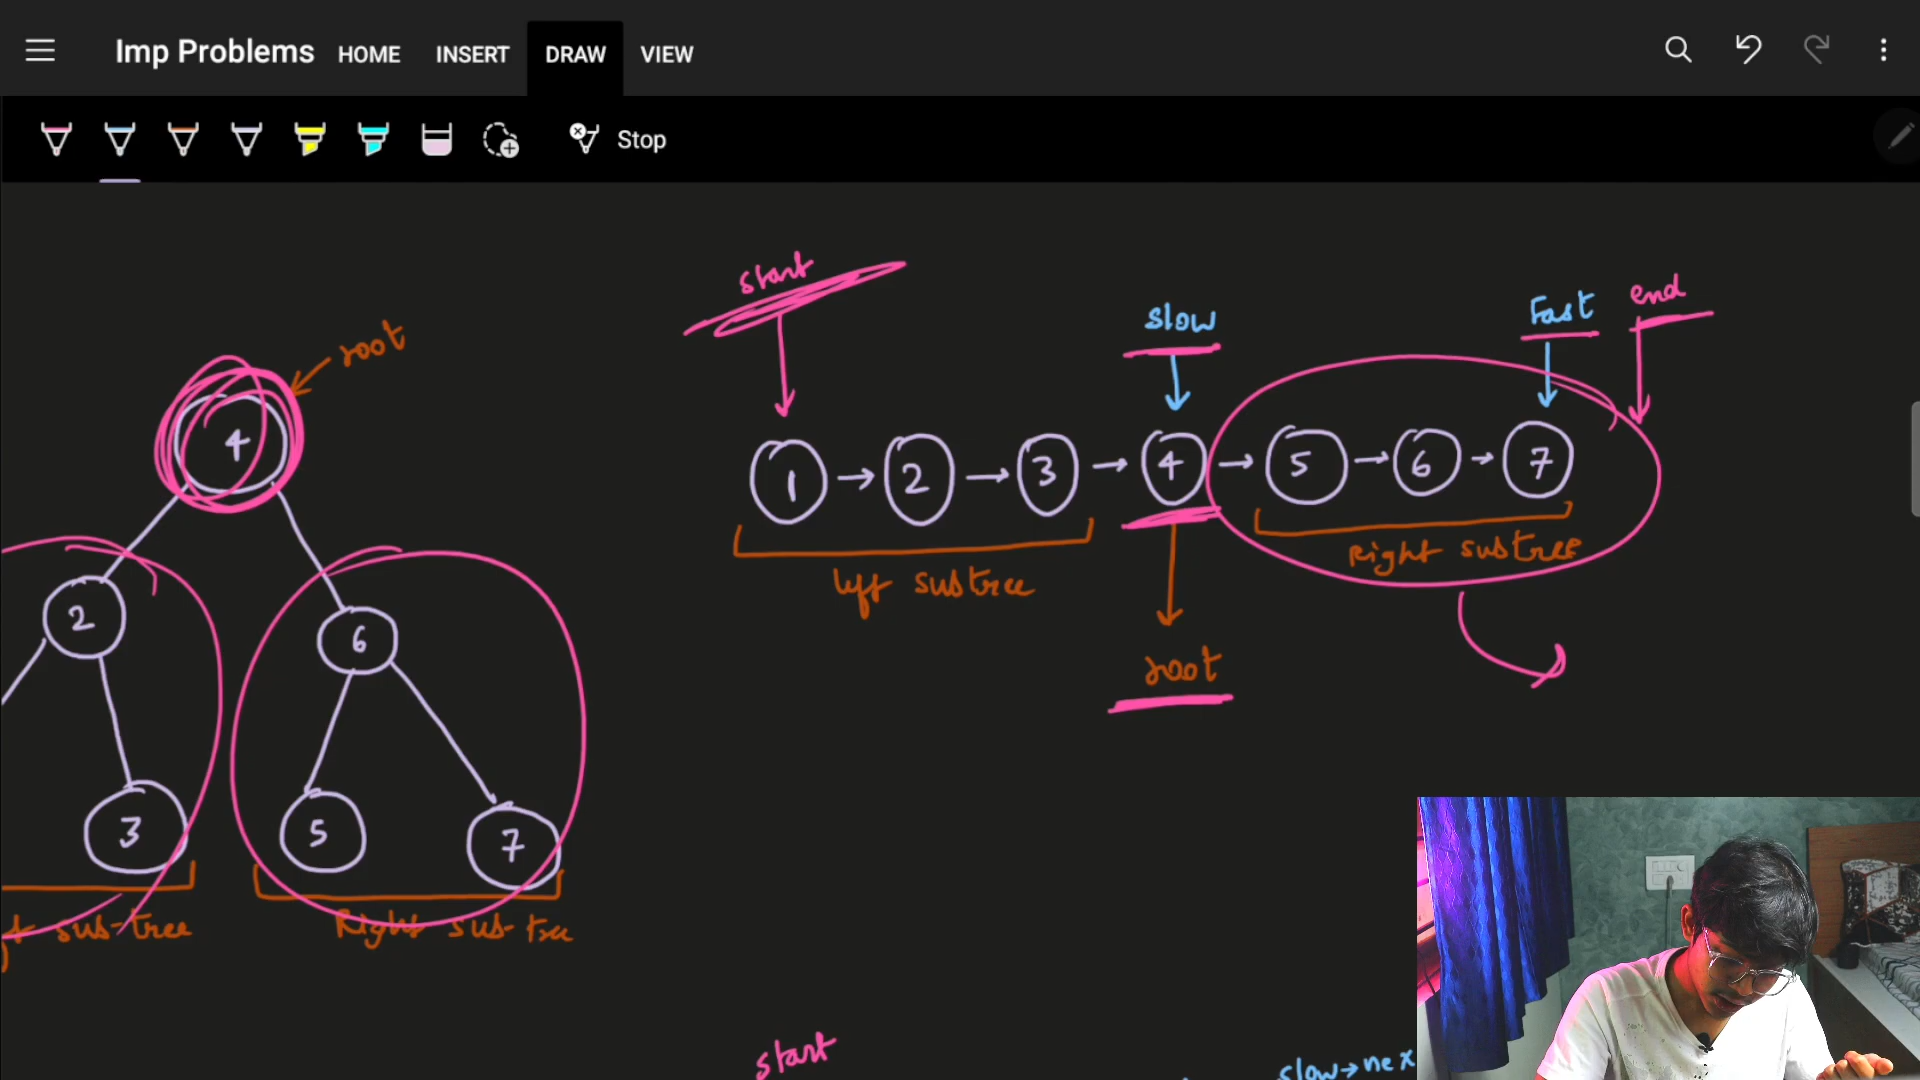 Imp Problems HOME INSERT DRAW VIEW
Stop
start
slow
Fast
end
root
4
1 → 2 → 3 → 4 → 5 → 6 → 7
left subtree
Right subtree
root
2
6
3
5
7
sub-tree
Right sub-tree
start
slow→nex